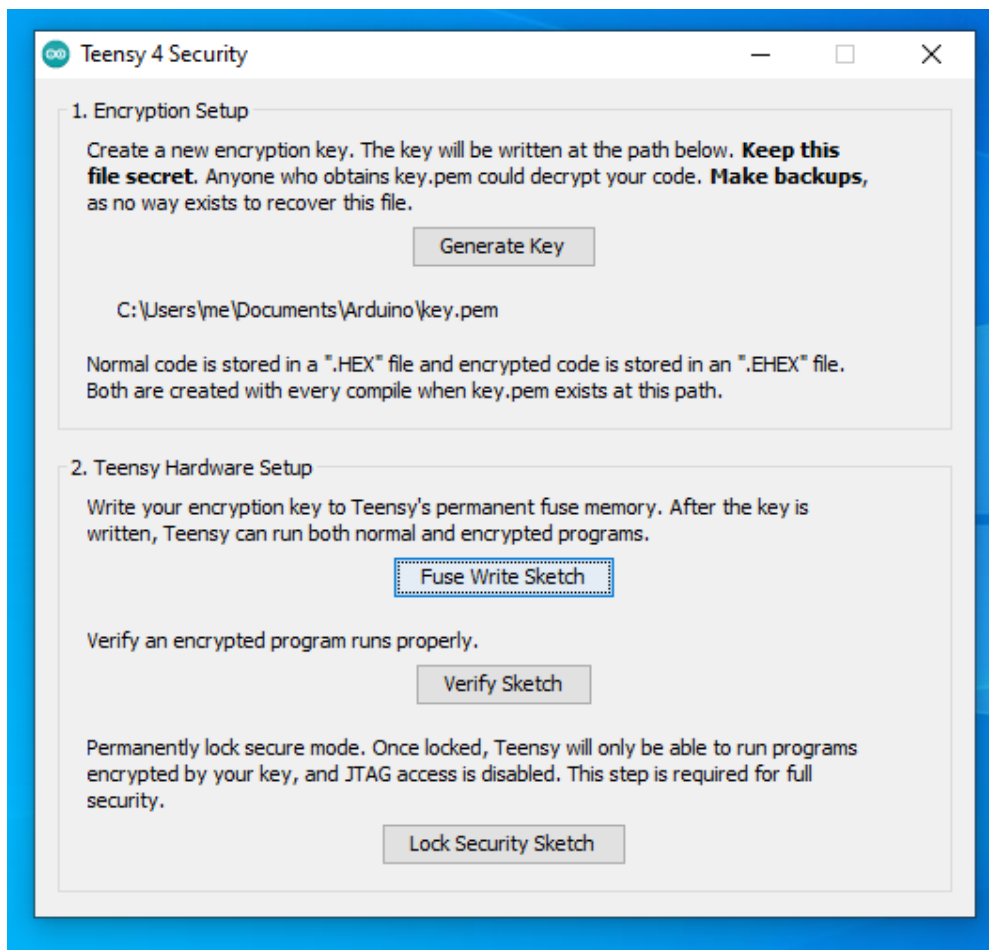 Teensy 4 Security
1. Encryption Setup
Create a new encryption key. The key will be written at the path below. Keep this
file secret. Anyone who obtains key.pem could decrypt your code. Make backups,
as no way exists to recover this file.
Generate Key
C:\Users\me\Documents\Arduino\key.pem
Normal code is stored in a ".HEX" file and encrypted code is stored in an ".EHEX" file.
Both are created with every compile when key.pem exists at this path.
2. Teensy Hardware Setup
Write your encryption key to Teensy's permanent fuse memory. After the key is
written, Teensy can run both normal and encrypted programs.
Fuse Write Sketch
Verify an encrypted program runs properly.
Verify Sketch
Permanently lock secure mode. Once locked, Teensy will only be able to run programs
encrypted by your key, and JTAG access is disabled. This step is required for full
security.
Lock Security Sketch